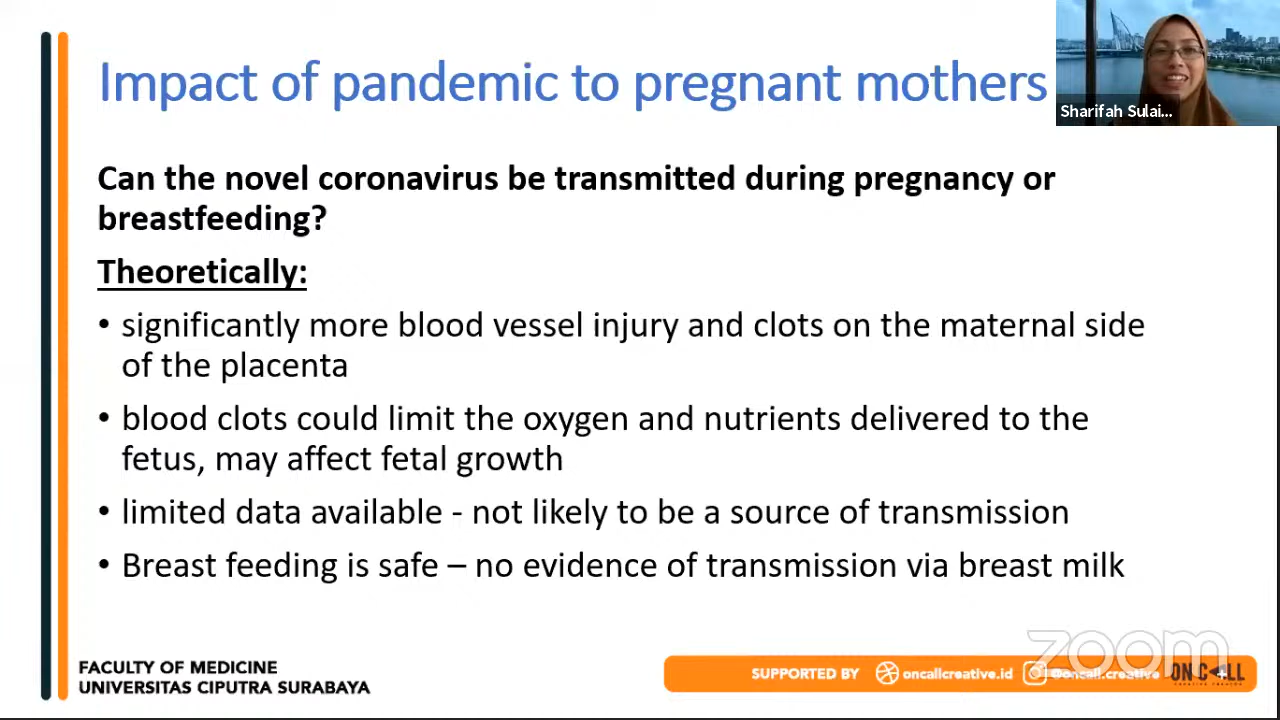 Impact of pandemic to pregnant mothers
Sharifah Sulai...
Can the novel coronavirus be transmitted during pregnancy or
breastfeeding?
Theoretically:
• significantly more blood vessel injury and clots on the maternal side
of the placenta
• blood clots could limit the oxygen and nutrients delivered to the
fetus, may affect fetal growth
• limited data available - not likely to be a source of transmission
• Breast feeding is safe – no evidence of transmission via breast milk
zoom
FACULTY OF MEDICINE
UNIVERSITAS CIPUTRA SURABAYA
SUPPORTED BY oncallcreative.id @oncall.creative ON CALL